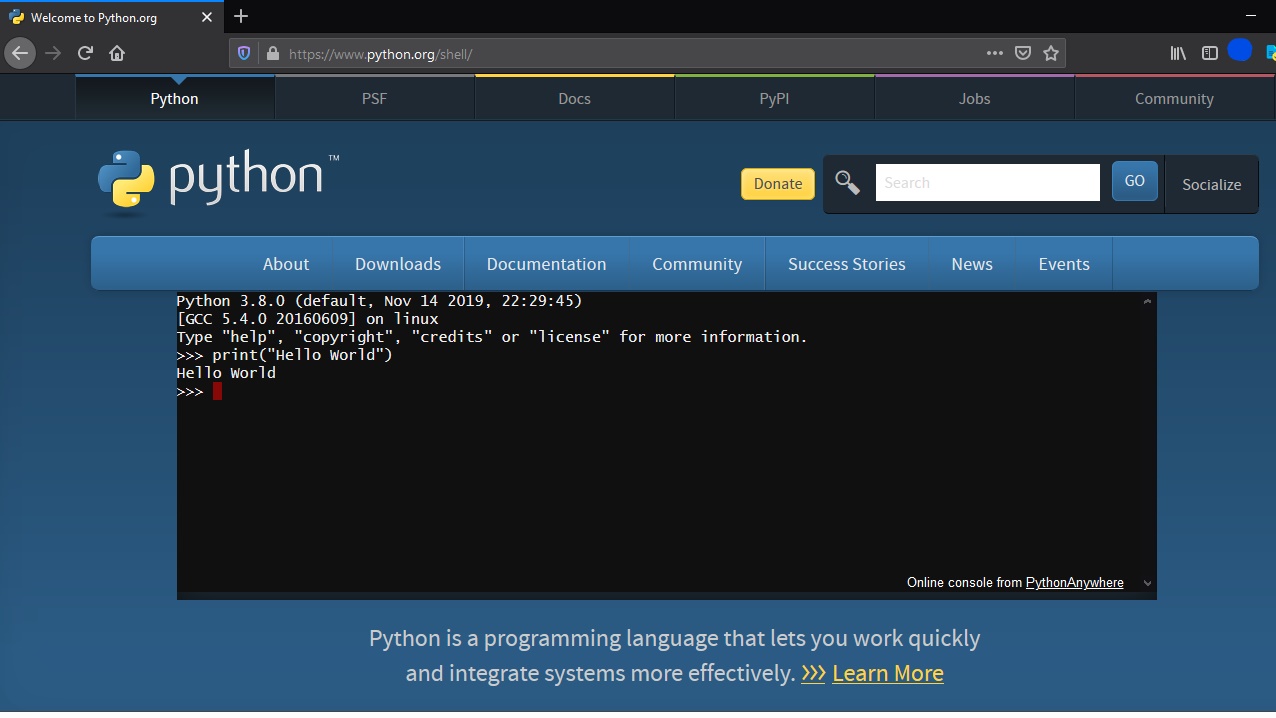 Welcome to Python.org
https://www.python.org/shell/
Python PSF Docs PyPI Jobs Community
python™
Donate Search GO Socialize
About Downloads Documentation Community Success Stories News Events
Python 3.8.0 (default, Nov 14 2019, 22:29:45)
[GCC 5.4.0 20160609] on linux
Type "help", "copyright", "credits" or "license" for more information.
>>> print("Hello World")
Hello World
>>>
Online console from PythonAnywhere
Python is a programming language that lets you work quickly
and integrate systems more effectively. >>> Learn More